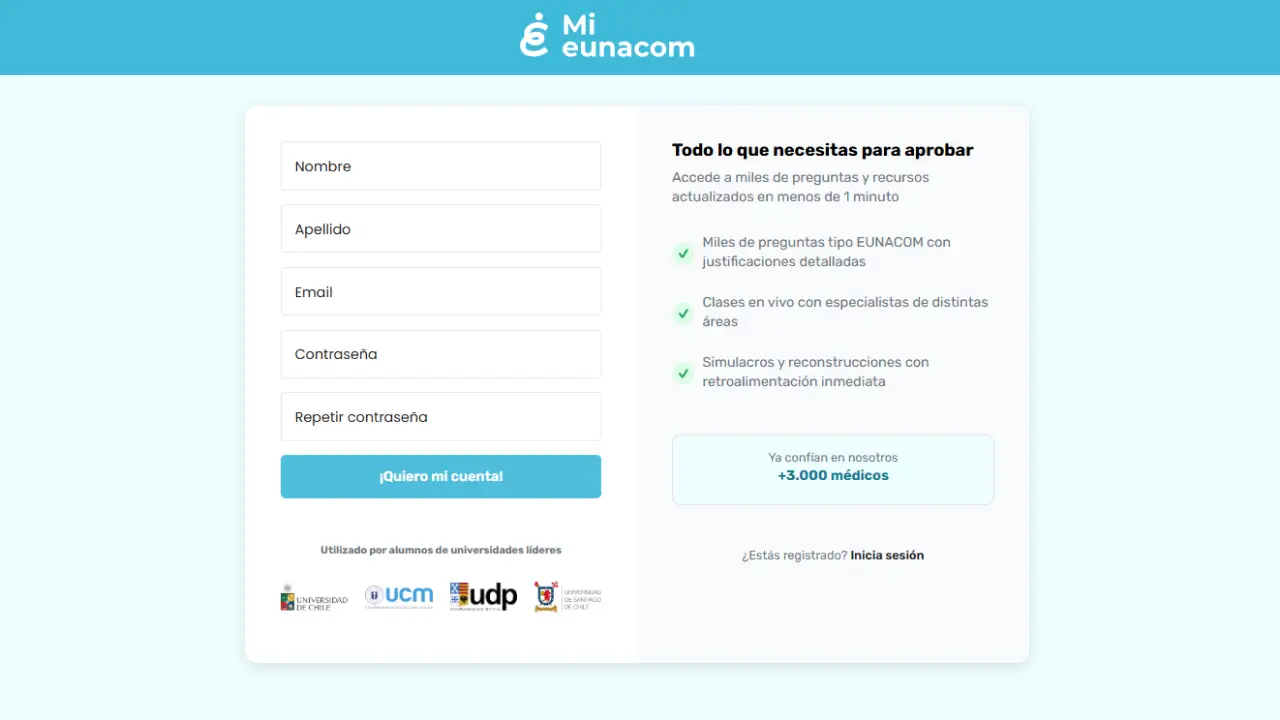 Mi
eunacom
Nombre
Apellido
Email
Contraseña
Repetir contraseña
¡Quiero mi cuenta!
Utilizado por alumnos de universidades líderes
UNIVERSIDAD
DE CHILE
ucm
udp
UNIVERSIDAD
DE SANTIAGO
DE CHILE
Todo lo que necesitas para aprobar
Accede a miles de preguntas y recursos
actualizados en menos de 1 minuto
Miles de preguntas tipo EUNACOM con
justificaciones detalladas
Clases en vivo con especialistas de distintas
áreas
Simulacros y reconstrucciones con
retroalimentación inmediata
Ya confían en nosotros
+3.000 médicos
¿Estás registrado? Inicia sesión